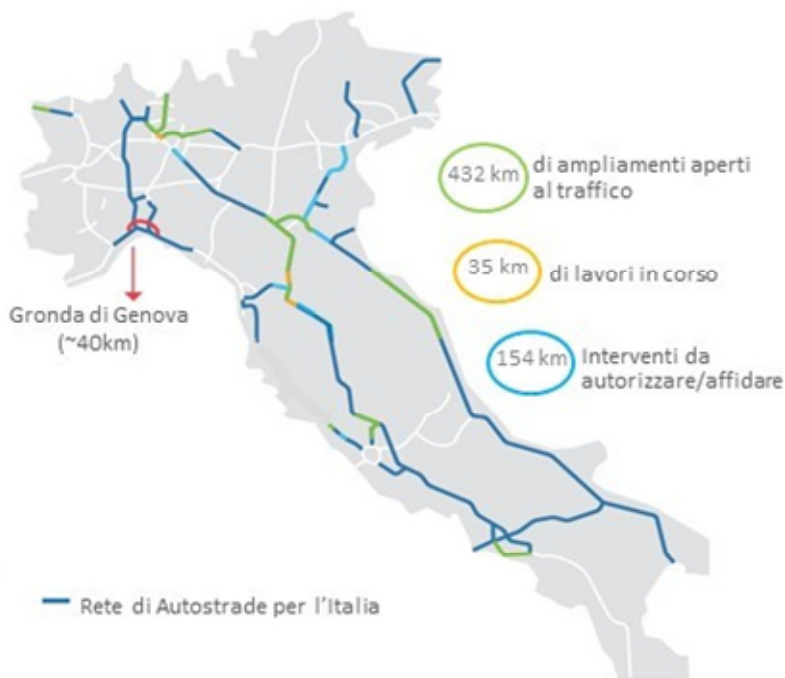 432 km
di ampliamenti aperti
al traffico
35 km
di lavori in corso
Gronda di Genova
(~40km)
154 km
Interventi da
autorizzare/affidare
Rete di Autostrade per l'Italia